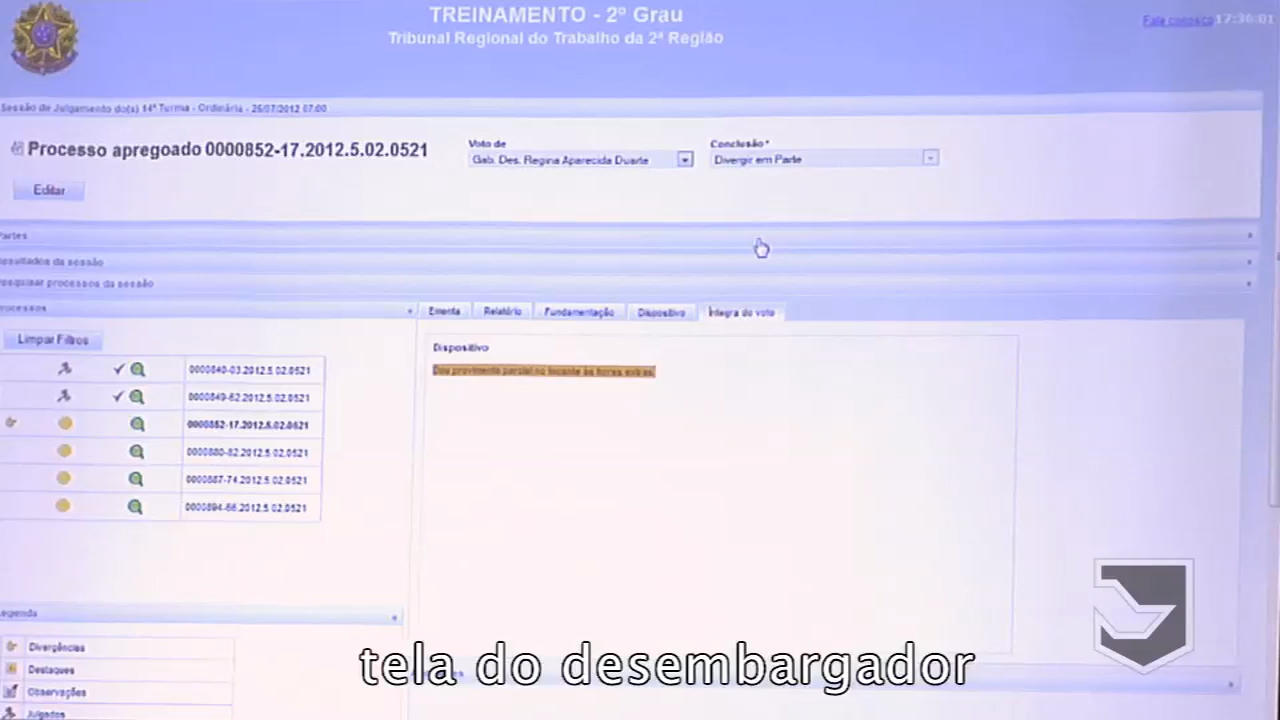 TREINAMENTO - 2º Grau
Tribunal Regional do Trabalho da 2ª Região
Fale conosco 17:36:01
Sessão de Julgamento do(s) 14ª Turma - Ordinária - 25/07/2012 07:00
Processo apregoado 0000852-17.2012.5.02.0521
Voto de
Gab. Des. Regina Aparecida Duarte
Conclusão*
Divergir em Parte
Editar
Partes
Resultados da sessão
Pesquisar processos da sessão
Processos
Ementa Relatório Fundamentação Dispositivo Íntegra do voto
Limpar Filtros
Dispositivo
Dou provimento parcial no tocante às horas extras.
0000840-03.2012.5.02.0521
0000849-62.2012.5.02.0521
0000852-17.2012.5.02.0521
0000880-82.2012.5.02.0521
0000887-74.2012.5.02.0521
0000894-66.2012.5.02.0521
Legenda
Divergências
Destaques
Observações
Julgados
tela do desembargador